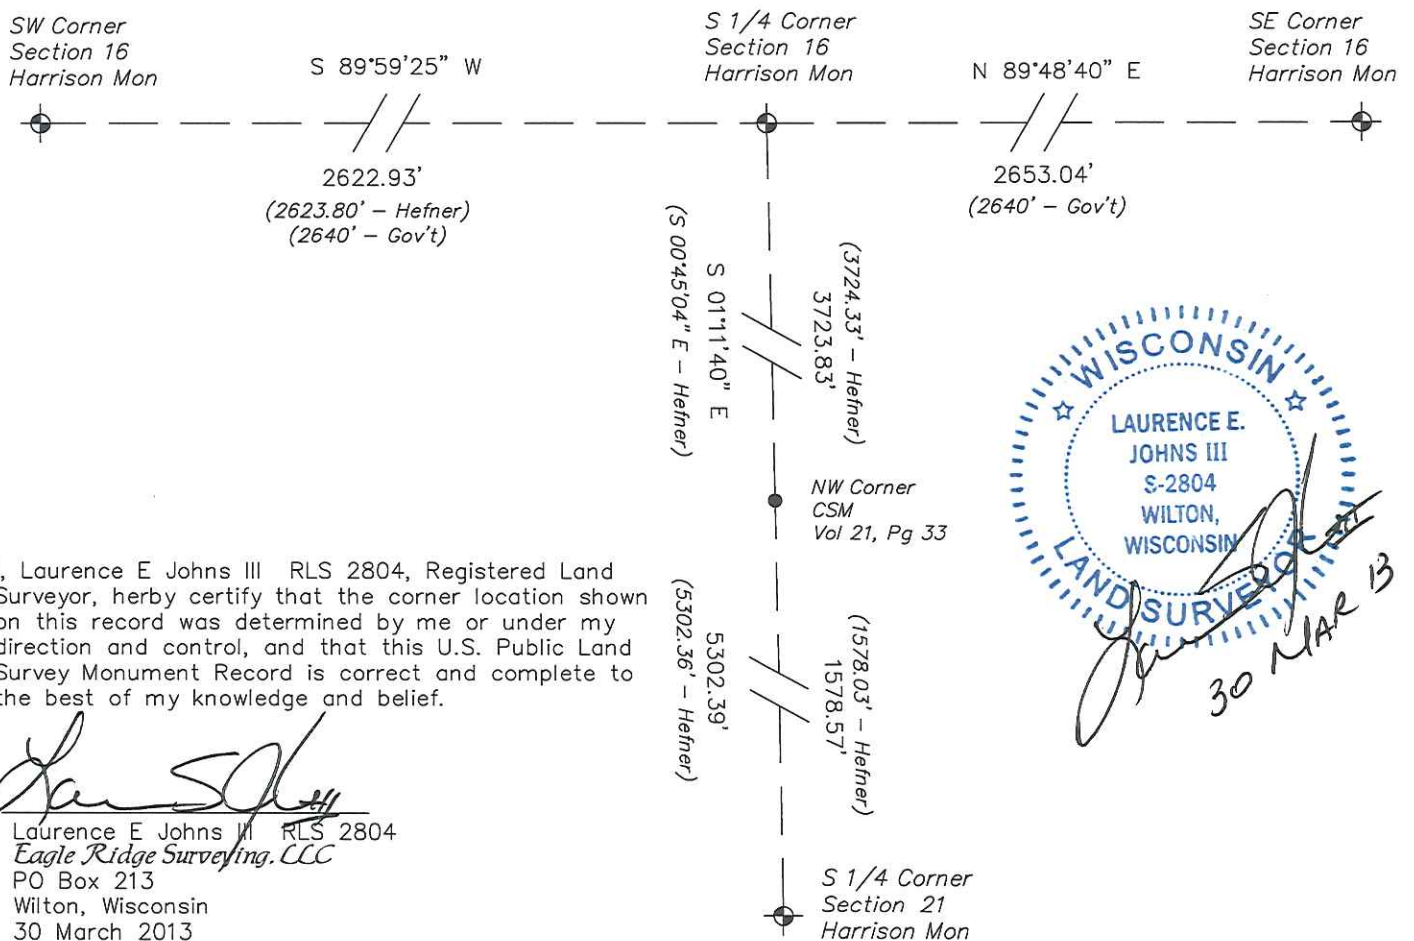 SW Corner
Section 16
Harrison Mon
S 89°59'25" W
S 1/4 Corner
Section 16
Harrison Mon
N 89°48'40" E
SE Corner
Section 16
Harrison Mon
2622.93'
(2623.80' – Hefner)
(2640' – Gov't)
2653.04'
(2640' – Gov't)
(S 00°45'04" E – Hefner)
S 01°11'40" E
(3724.33' – Hefner)
3723.83'
NW Corner
CSM
Vol 21, Pg 33
WISCONSIN
LAURENCE E.
JOHNS III
S-2804
WILTON,
WISCONSIN
LAND SURVEYOR
30 MAR 13
, Laurence E Johns III RLS 2804, Registered Land
Surveyor, herby certify that the corner location shown
on this record was determined by me or under my
direction and control, and that this U.S. Public Land
Survey Monument Record is correct and complete to
the best of my knowledge and belief.
(5302.36' – Hefner)
5302.39'
(1578.03' – Hefner)
1578.57'
Laurence E Johns III RLS 2804
Eagle Ridge Surveying. LLC
PO Box 213
Wilton, Wisconsin
30 March 2013
S 1/4 Corner
Section 21
Harrison Mon